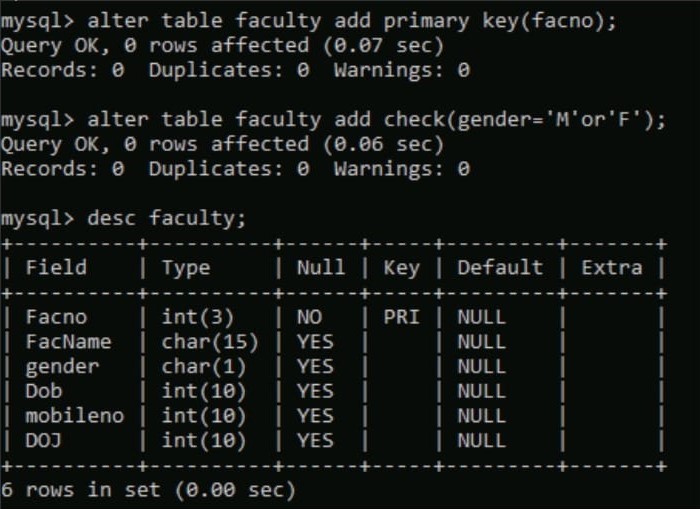 mysql> alter table faculty add primary key(facno);
Query OK, 0 rows affected (0.07 sec)
Records: 0  Duplicates: 0  Warnings: 0
mysql> alter table faculty add check(gender='M'or'F');
Query OK, 0 rows affected (0.06 sec)
Records: 0  Duplicates: 0  Warnings: 0
mysql> desc faculty;
+----------+----------+------+-----+---------+-------+
| Field    | Type     | Null | Key | Default | Extra |
+----------+----------+------+-----+---------+-------+
| Facno    | int(3)   | NO   | PRI | NULL    |       |
| FacName  | char(15) | YES  |     | NULL    |       |
| gender   | char(1)  | YES  |     | NULL    |       |
| Dob      | int(10)  | YES  |     | NULL    |       |
| mobileno | int(10)  | YES  |     | NULL    |       |
| DOJ      | int(10)  | YES  |     | NULL    |       |
+----------+----------+------+-----+---------+-------+
6 rows in set (0.00 sec)